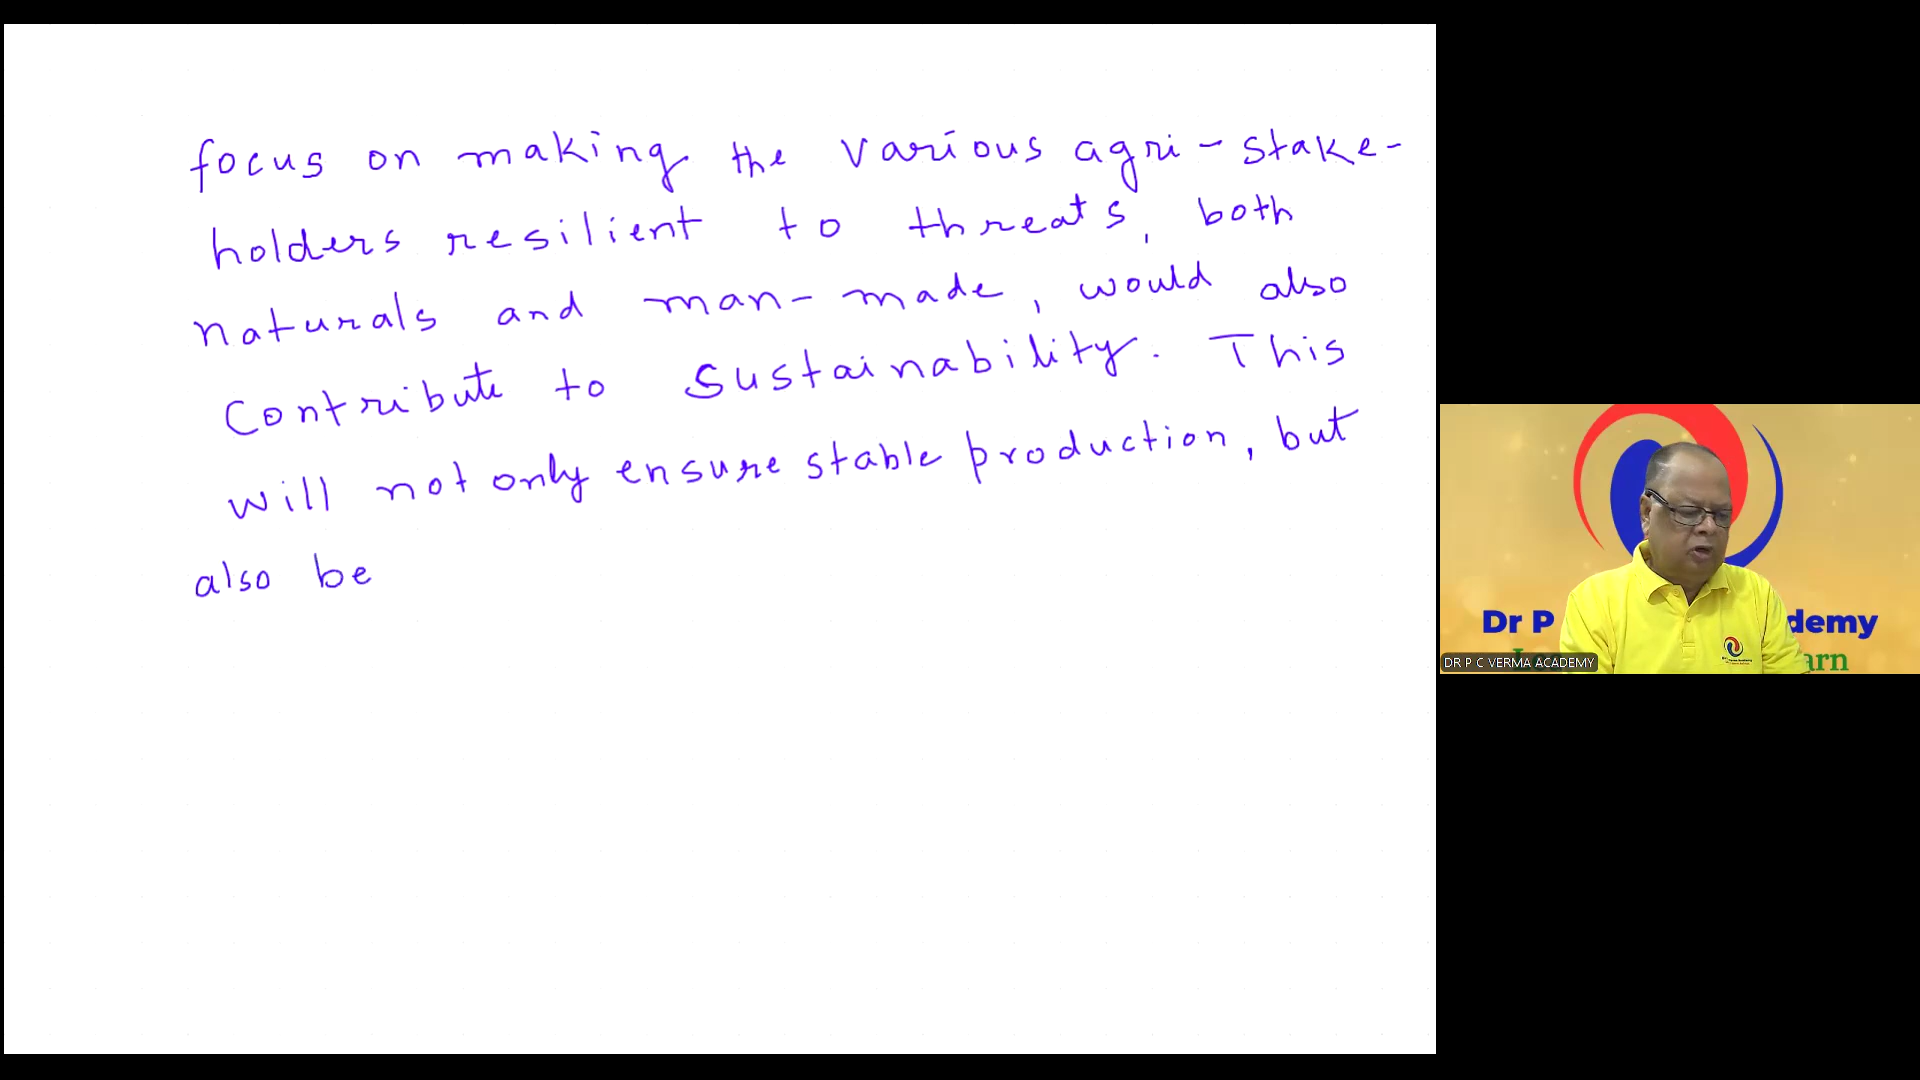 focus on making the various agri-stake-
holders resilient to threats, both
naturals and man-made, would also
contribute to sustainability. This
will not only ensure stable production, but
also be
Dr P demy
arn
DR P C VERMA ACADEMY